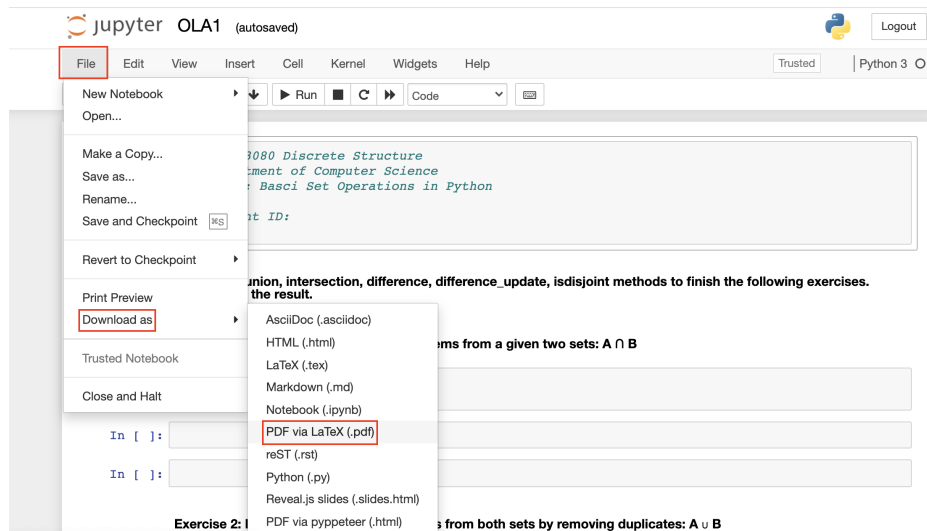 jupyter OLA1 (autosaved)
Logout
File Edit View Insert Cell Kernel Widgets Help
Trusted Python 3
Run Code
New Notebook
Open...
Make a Copy...
Save as...
Rename...
Save and Checkpoint ⌘S
Revert to Checkpoint
Print Preview
Download as
Trusted Notebook
Close and Halt
AsciiDoc (.asciidoc)
HTML (.html)
LaTeX (.tex)
Markdown (.md)
Notebook (.ipynb)
PDF via LaTeX (.pdf)
reST (.rst)
Python (.py)
Reveal.js slides (.slides.html)
PDF via pyppeteer (.html)
3080 Discrete Structure
tment of Computer Science
: Basci Set Operations in Python
nt ID:
union, intersection, difference, difference_update, isdisjoint methods to finish the following exercises.
the result.
ems from a given two sets: A ∩ B
In [ ]:
In [ ]:
Exercise 2: s from both sets by removing duplicates: A ∪ B